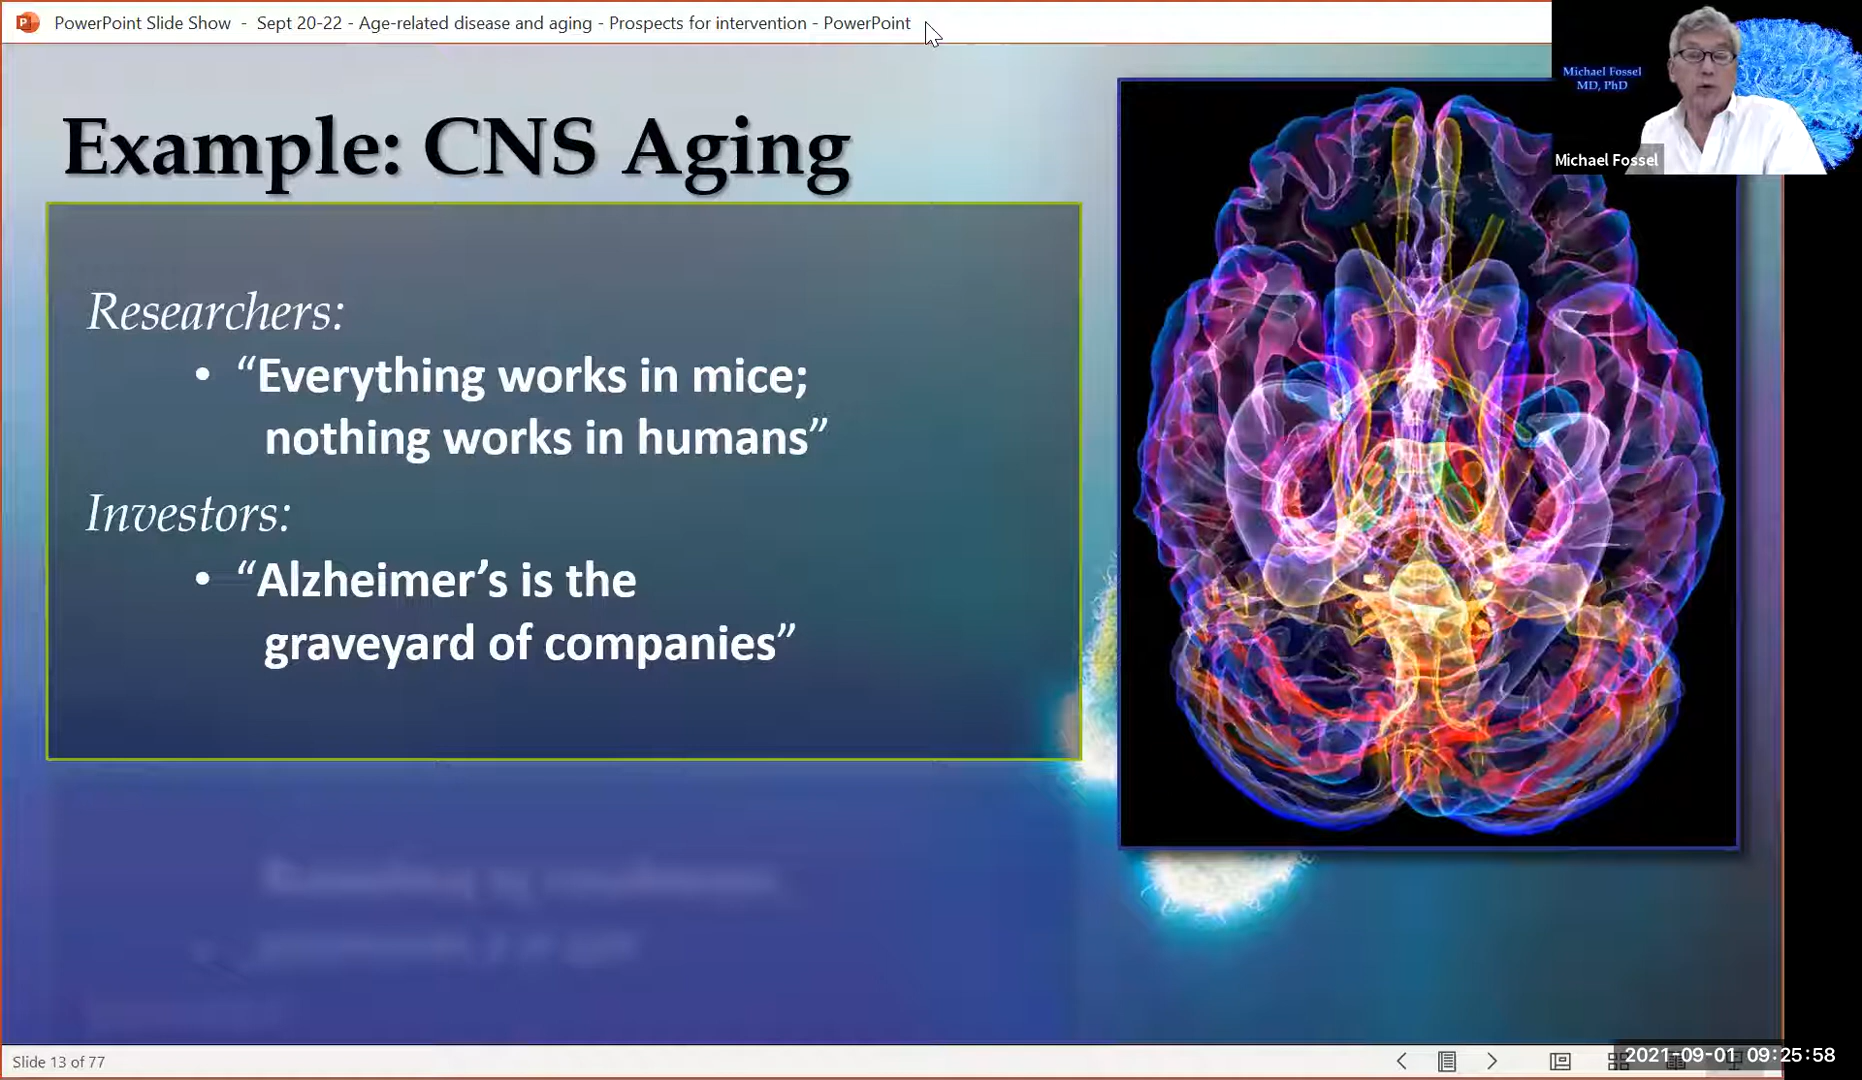 PowerPoint Slide Show - Sept 20-22 - Age-related disease and aging - Prospects for intervention - PowerPoint
Michael Fossel
MD, PhD
Michael Fossel
Example: CNS Aging
Researchers:
• “Everything works in mice;
nothing works in humans”
Investors:
• “Alzheimer’s is the
graveyard of companies”
Slide 13 of 77
2021-09-01 09:25:58